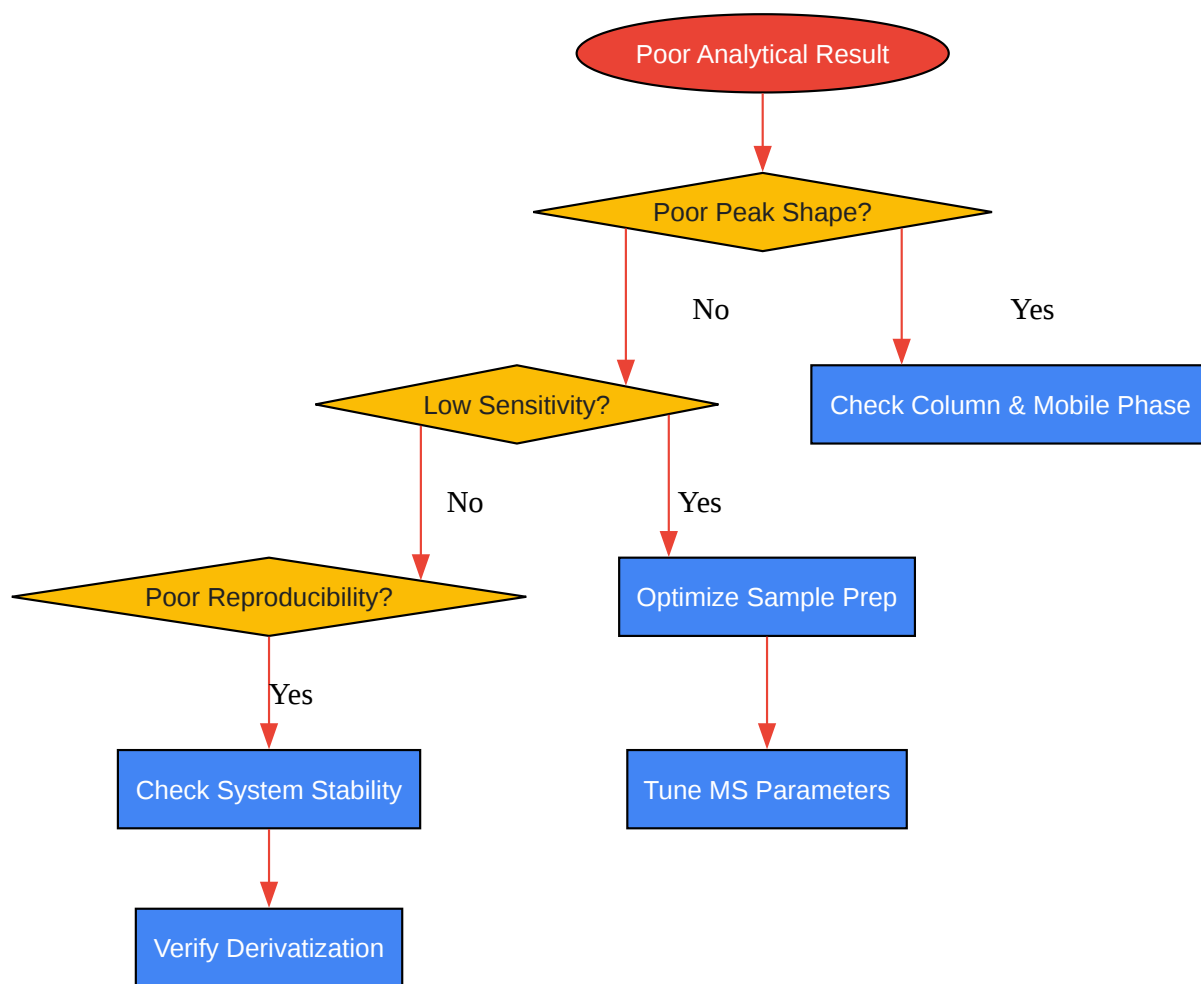 Poor Analytical Result
Poor Peak Shape?
No
Yes
Low Sensitivity?
Check Column & Mobile Phase
No
Yes
Poor Reproducibility?
Optimize Sample Prep
Yes
Check System Stability
Tune MS Parameters
Verify Derivatization